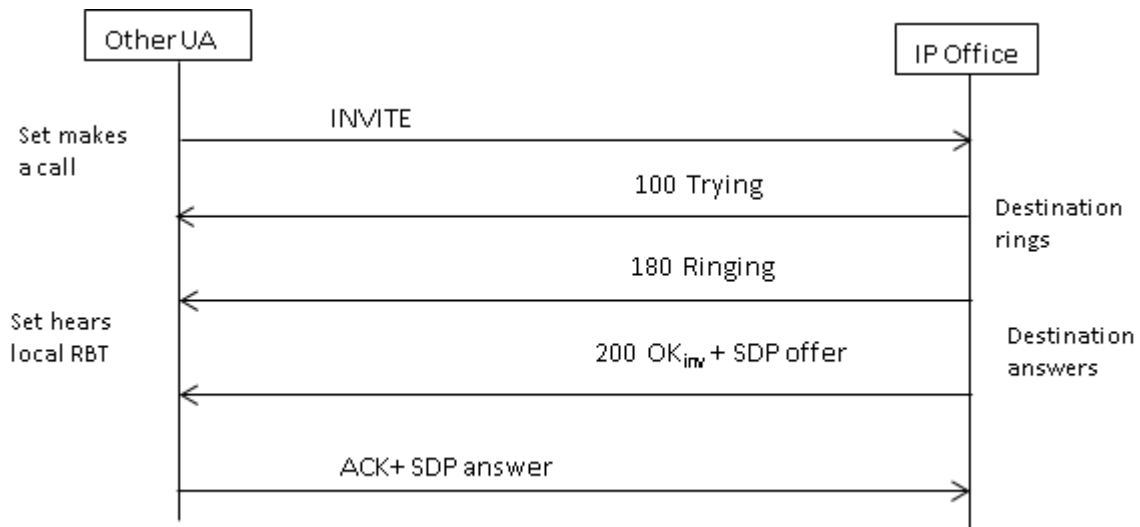 Other UA
IP Office
INVITE
Set makes
a call
100 Trying
Destination
rings
180 Ringing
Set hears
local RBT
Destination
answers
200 OKinv + SDP offer
ACK+ SDP answer